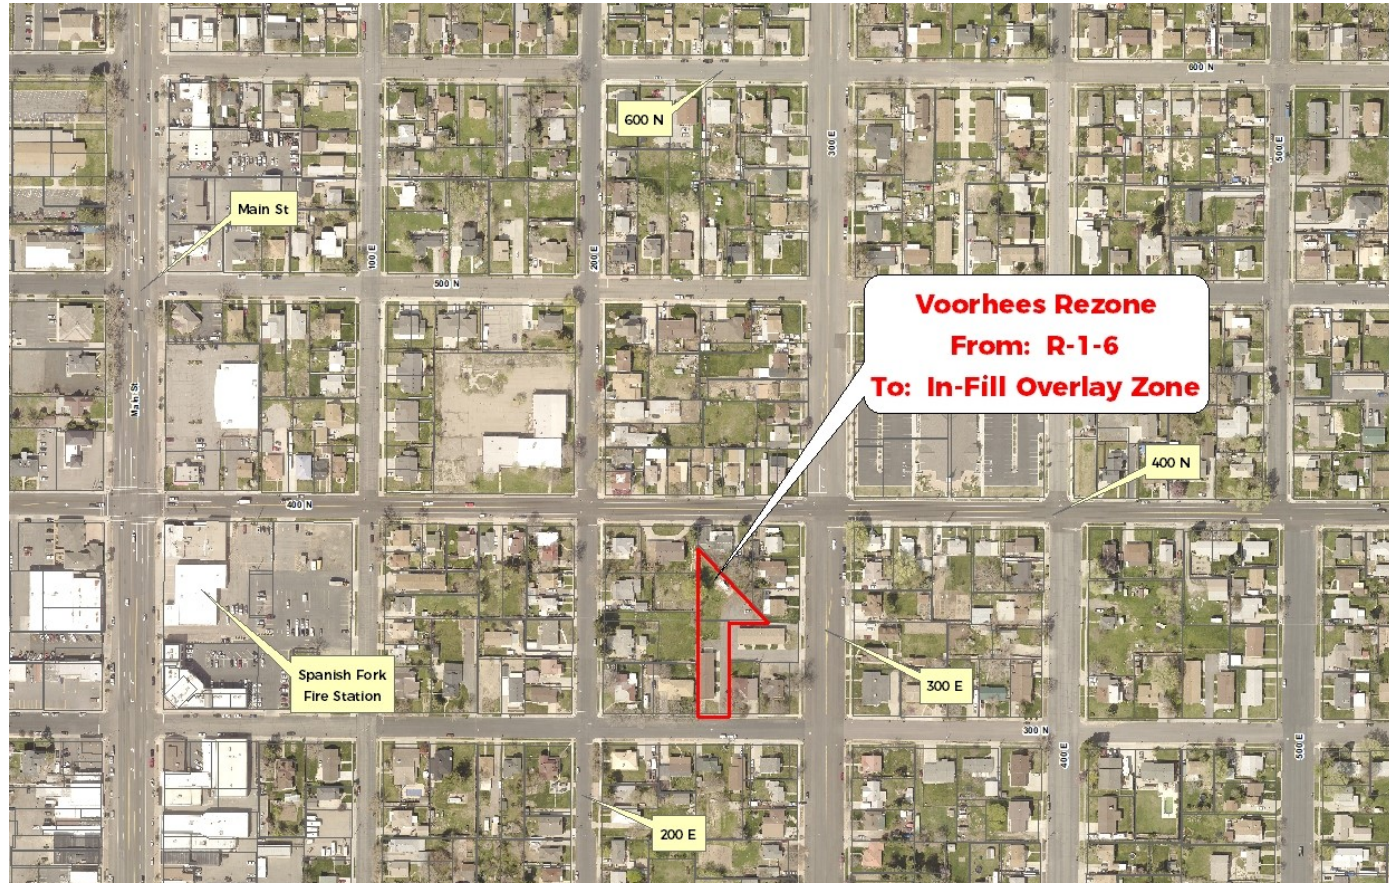 600 N
600 N
300 E
500 E
Main St
100 E
200 E
500 N
Voorhees Rezone
From: R-1-6
To: In-Fill Overlay Zone
Main St
400 N
400 N
Spanish Fork
Fire Station
300 E
300 N
400 E
500 E
200 E